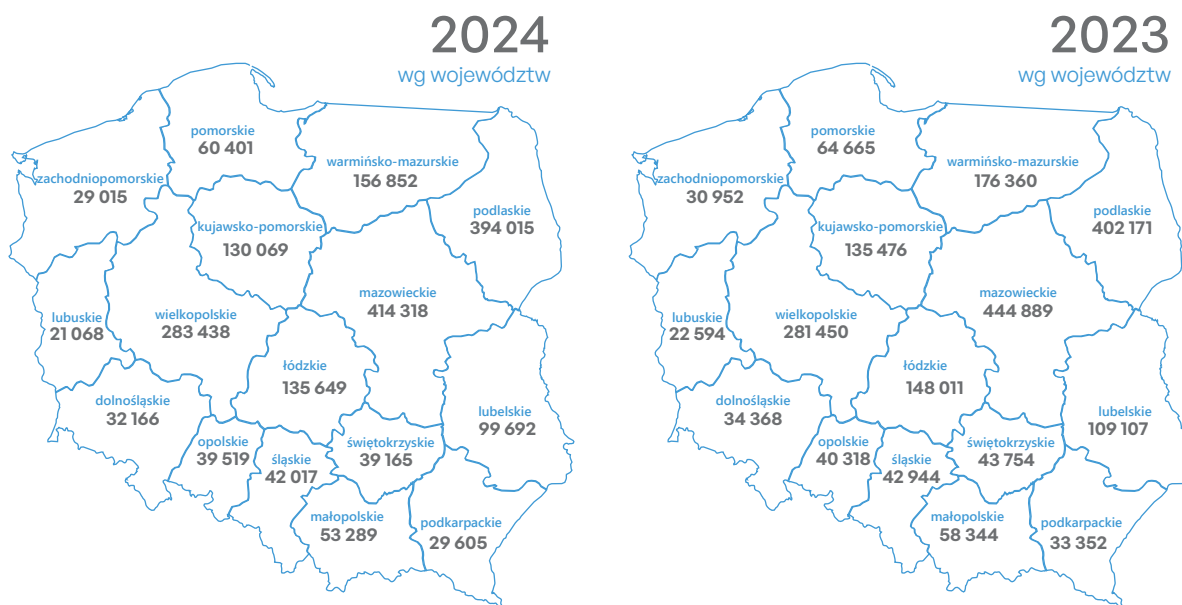 2024
wg województw
pomorskie
60 401
warmińsko-mazurskie
156 852
zachodniopomorskie
29 015
podlaskie
394 015
kujawsko-pomorskie
130 069
mazowieckie
414 318
lubuskie
21 068
wielkopolskie
283 438
łódzkie
135 649
dolnośląskie
32 166
lubelskie
99 692
opolskie
39 519
śląskie
42 017
świętokrzyskie
39 165
małopolskie
53 289
podkarpackie
29 605
2023
wg województw
pomorskie
64 665
warmińsko-mazurskie
176 360
zachodniopomorskie
30 952
podlaskie
402 171
kujawsko-pomorskie
135 476
mazowieckie
444 889
lubuskie
22 594
wielkopolskie
281 450
łódzkie
148 011
dolnośląskie
34 368
lubelskie
109 107
opolskie
40 318
śląskie
42 944
świętokrzyskie
43 754
małopolskie
58 344
podkarpackie
33 352